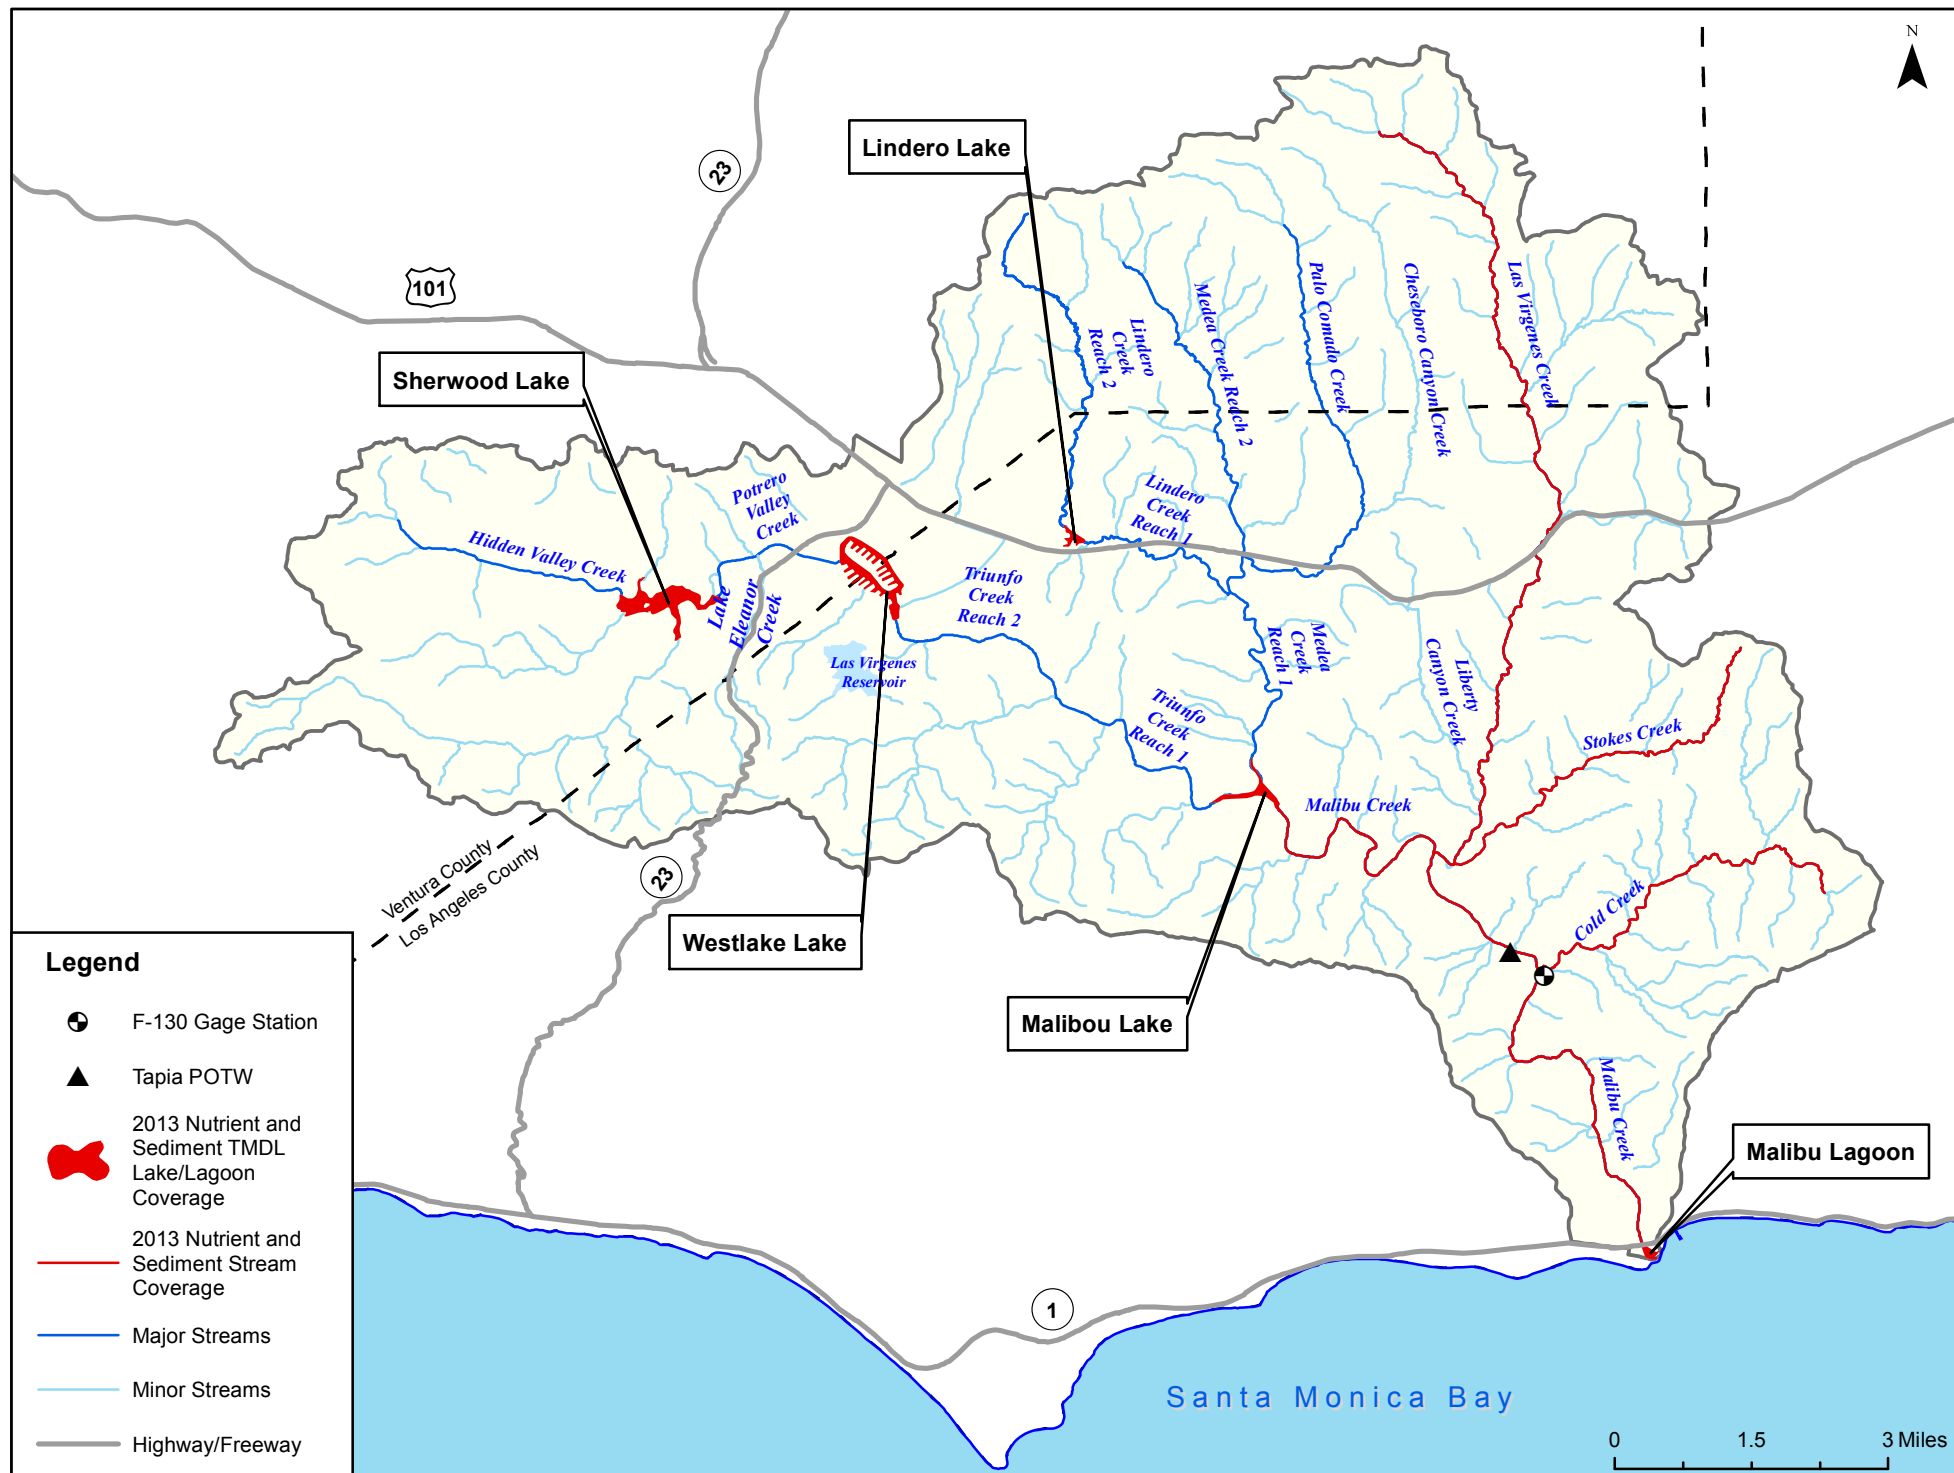 N
23
Lindero Lake
101
Sherwood Lake
Lindero
Creek
Reach 2
Medea Creek Reach 2
Palo Comado Creek
Cheseboro Canyon Creek
Las Virgenes Creek
Potrero
Valley
Creek
Lindero
Creek
Reach 1
Hidden Valley Creek
Lake
Eleanor
Creek
Triunfo
Creek
Reach 2
Las Virgenes
Reservoir
Medea
Creek
Reach 1
Liberty
Canyon Creek
Triunfo
Creek
Reach 1
Stokes Creek
Malibu Creek
Ventura County
Los Angeles County
23
Cold Creek
Westlake Lake
Malibou Lake
Malibu Creek
Malibu Lagoon
Legend
F-130 Gage Station
Tapia POTW
2013 Nutrient and
Sediment TMDL
Lake/Lagoon
Coverage
2013 Nutrient and
Sediment Stream
Coverage
Major Streams
Minor Streams
Highway/Freeway
1
Santa Monica Bay
0 1.5 3 Miles